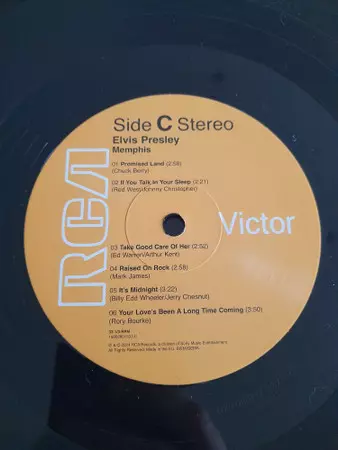 Side C Stereo
Elvis Presley
Memphis
01 Promised Land (2:58)
(Chuck Berry)
02 If You Talk In Your Sleep (2:21)
(Red West/Johnny Christopher)
RCA
Victor
03 Take Good Care Of Her (2:52)
(Ed Warren/Arthur Kent)
04 Raised On Rock (2:58)
(Mark James)
05 It's Midnight (3:22)
(Billy Edd Wheeler/Jerry Chesnut)
06 Your Love's Been A Long Time Coming (3:50)
(Rory Bourke)